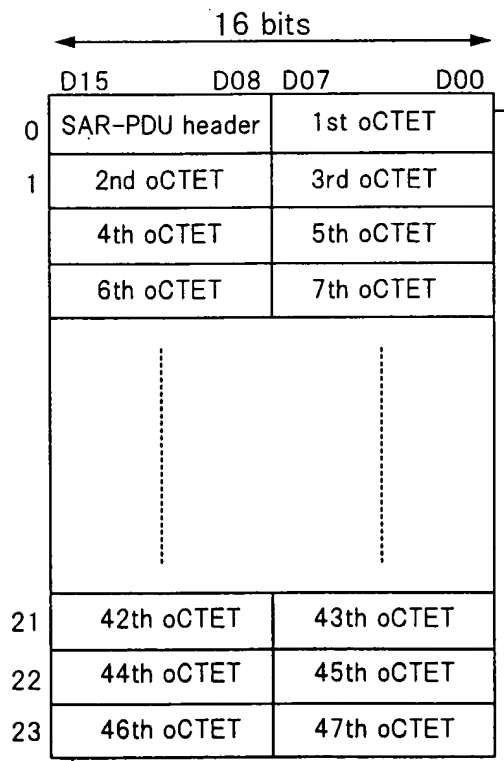 16 bits
D15 D08 D07 D00
0 SAR-PDU header 1st oCTET
1 2nd oCTET 3rd oCTET
4th oCTET 5th oCTET
6th oCTET 7th oCTET
21 42th oCTET 43th oCTET
22 44th oCTET 45th oCTET
23 46th oCTET 47th oCTET